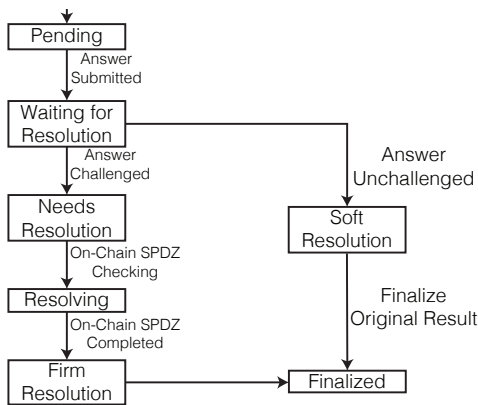 Pending
Answer
Submitted
Waiting for
Resolution
Answer
Challenged
Answer
Unchallenged
Needs
Resolution
Soft
Resolution
On-Chain SPDZ
Checking
Resolving
Finalize
Original Result
On-Chain SPDZ
Completed
Firm
Resolution
Finalized